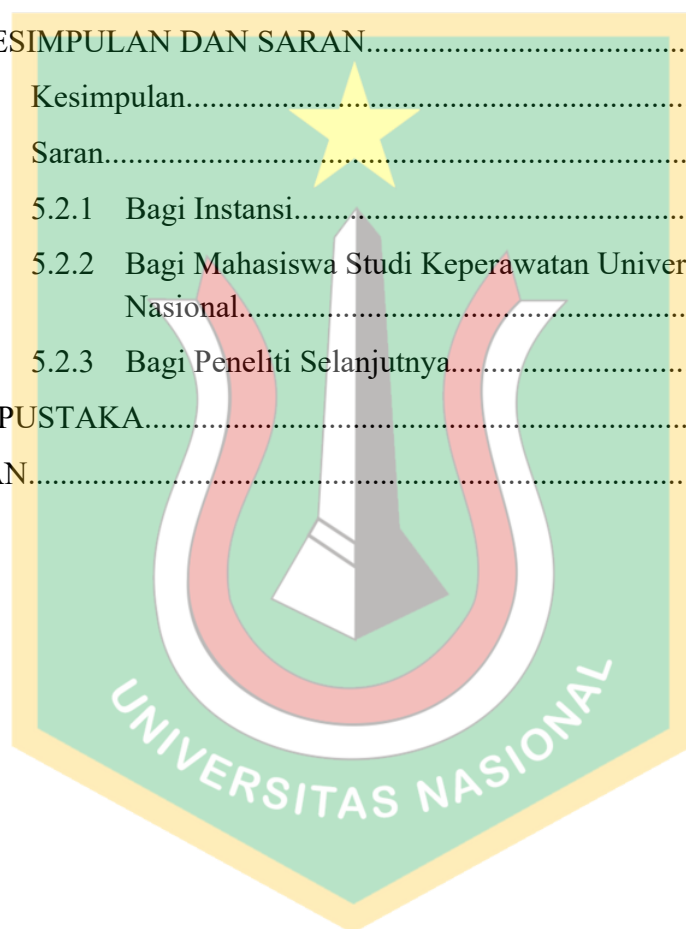 ESIMPULAN DAN SARAN
Kesimpulan
Saran
5.2.1 Bagi Instansi
5.2.2 Bagi Mahasiswa Studi Keperawatan Univer
Nasional
5.2.3 Bagi Peneliti Selanjutnya
PUSTAKA
AN
UNIVERSITAS NASIONAL